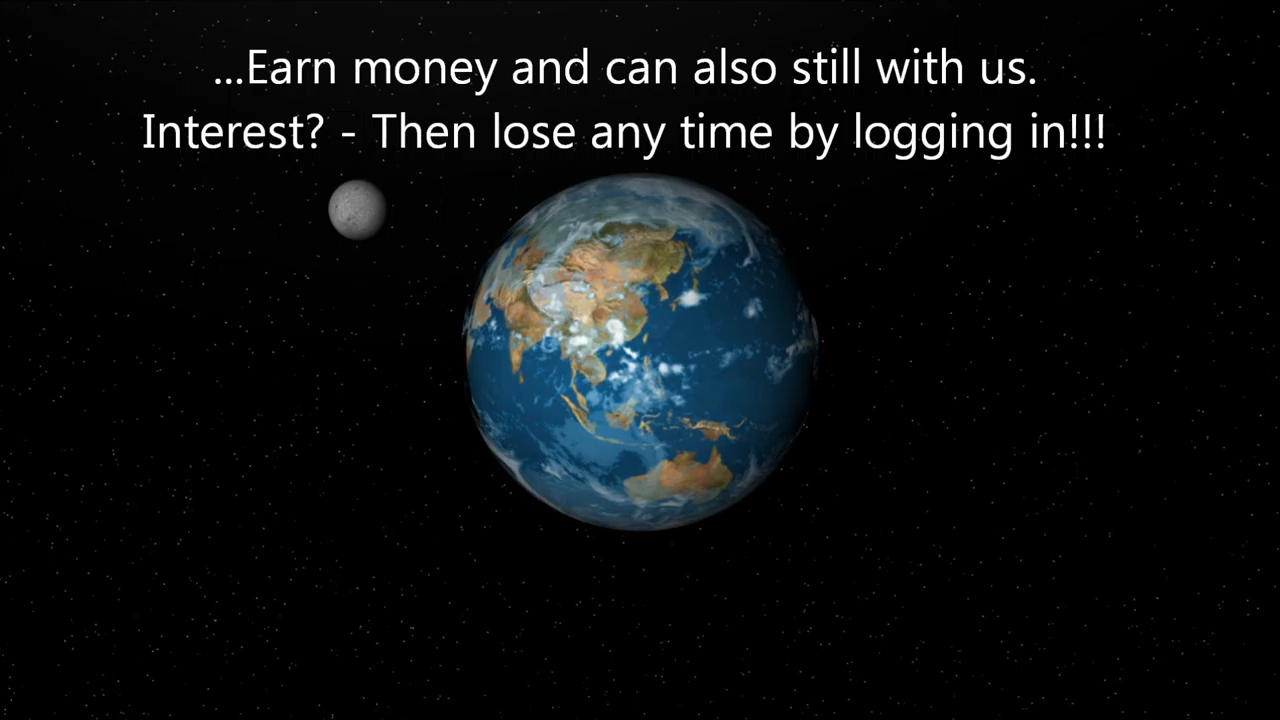 ...Earn money and can also still with us.
Interest? - Then lose any time by logging in!!!